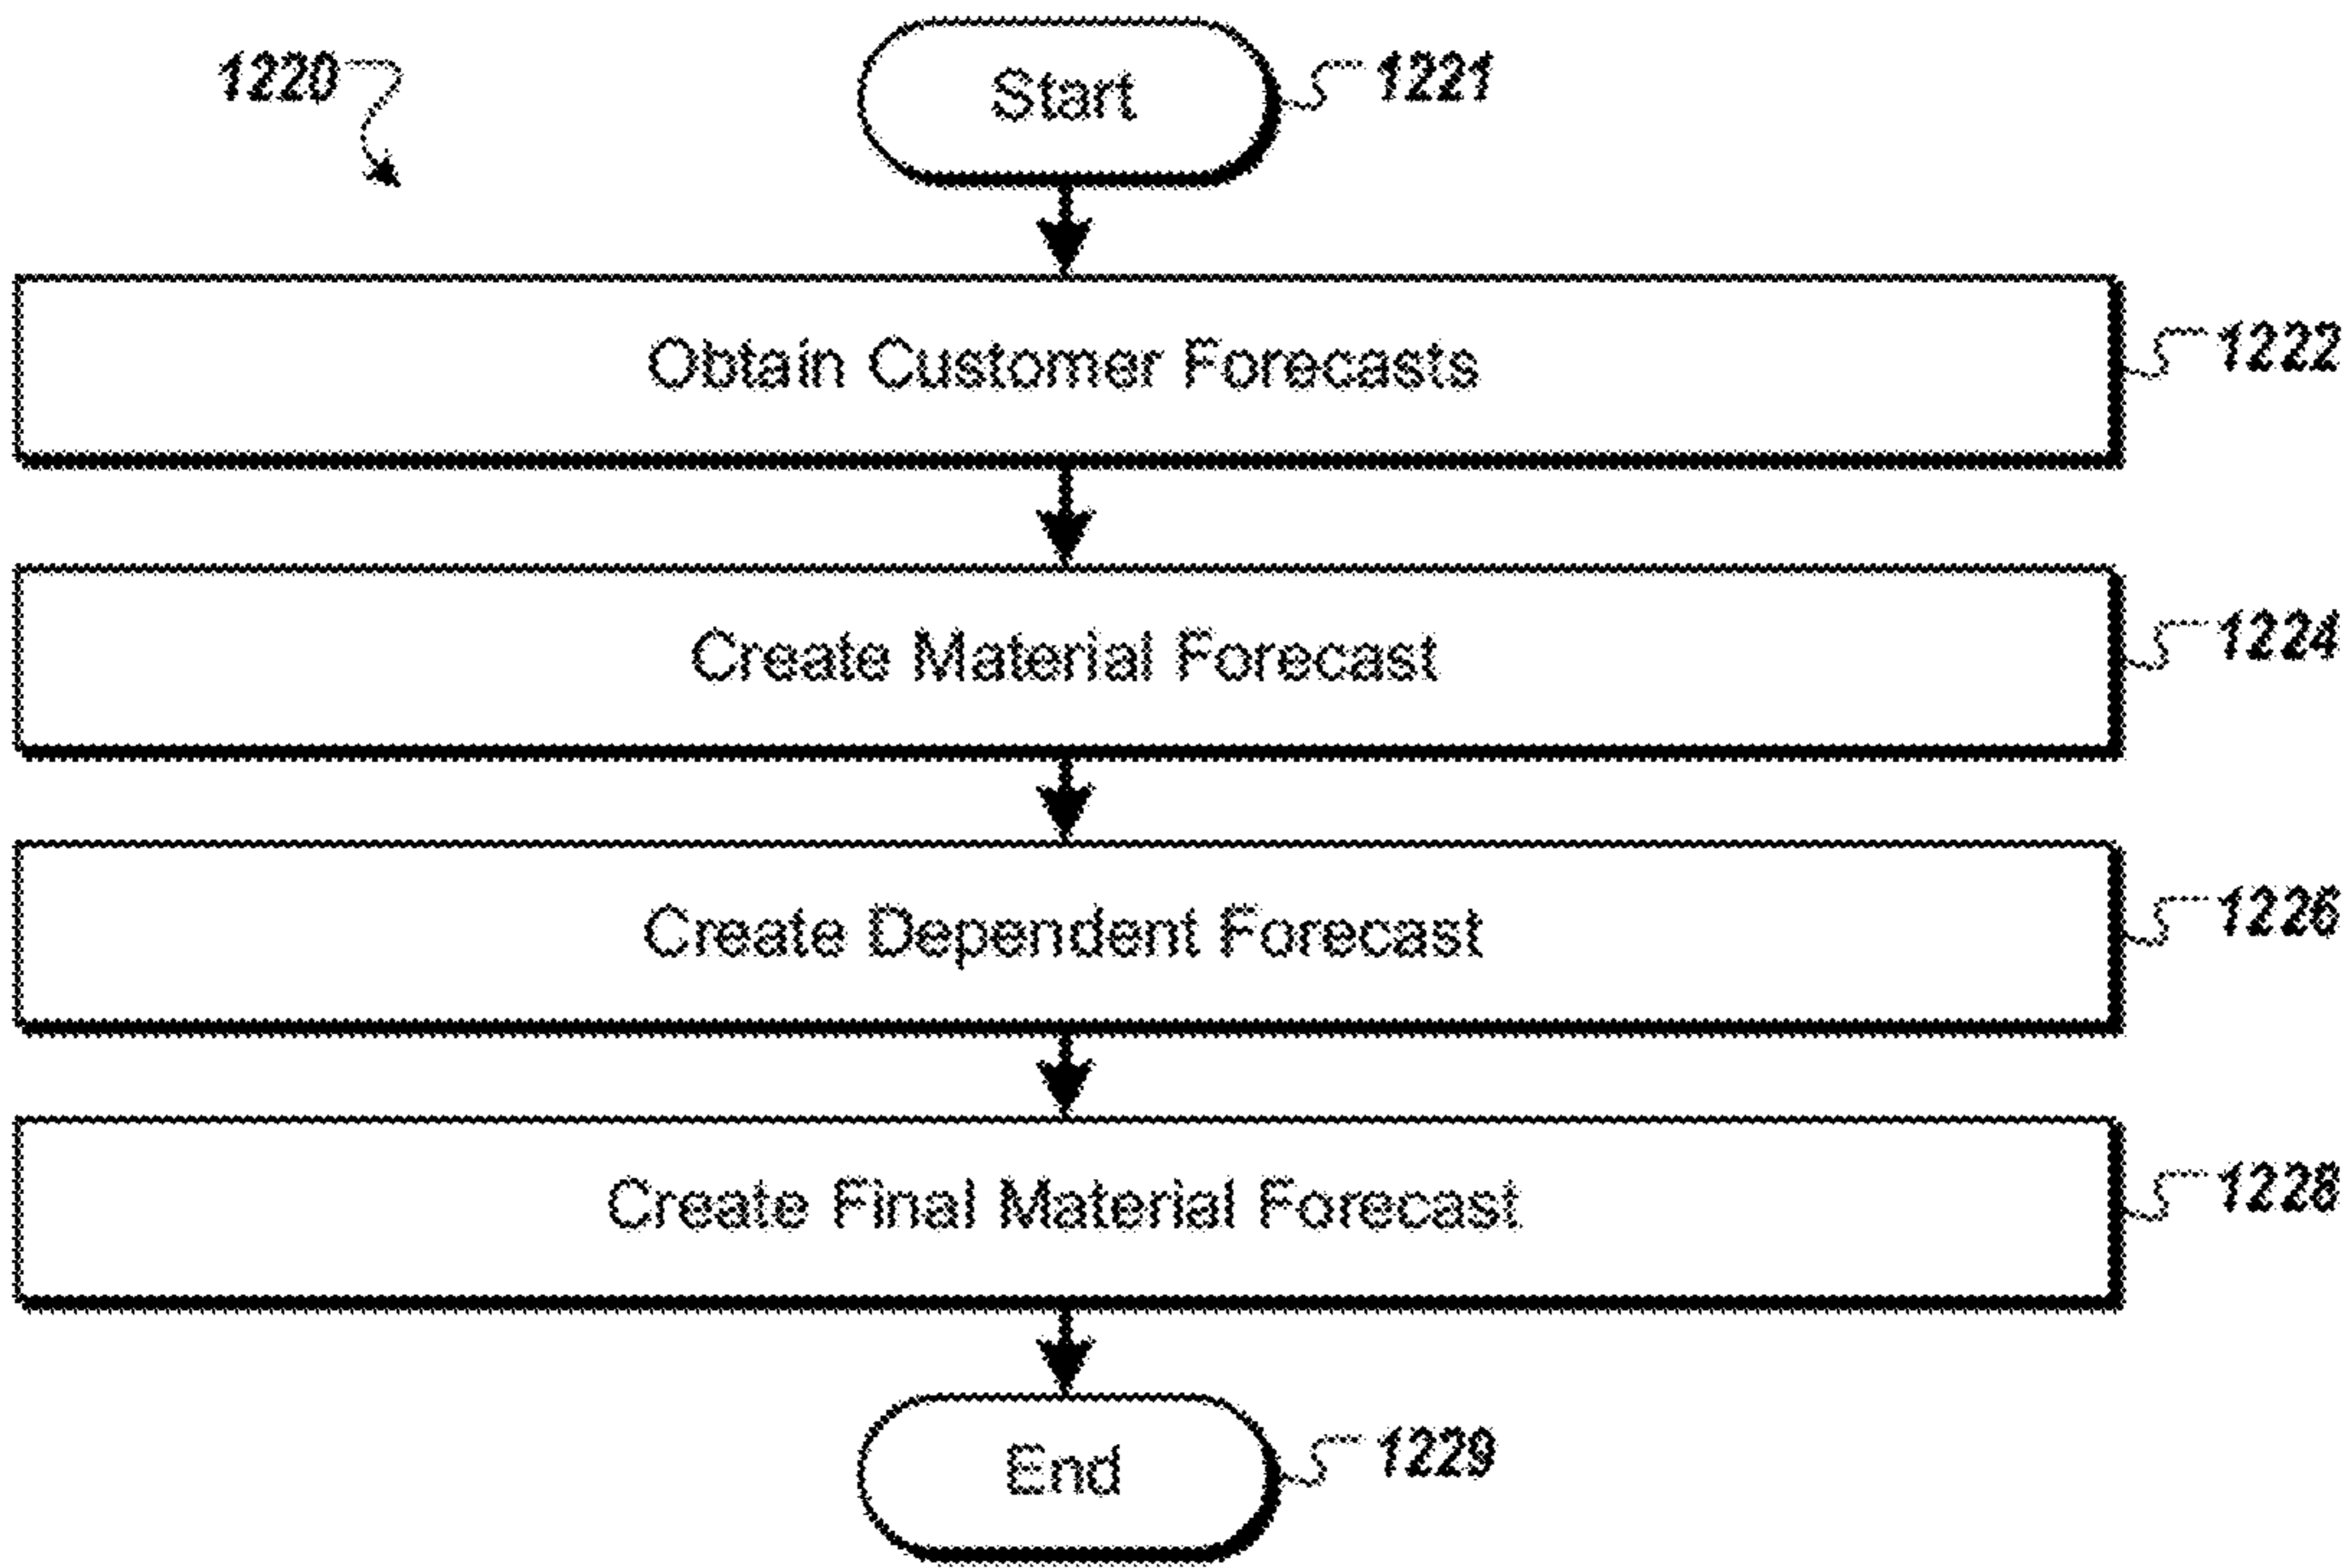 1220
Start
1221
Obtain Customer Forecasts
1222
Create Material Forecast
1224
Create Dependent Forecast
1226
Create Final Material Forecast
1228
End
1229